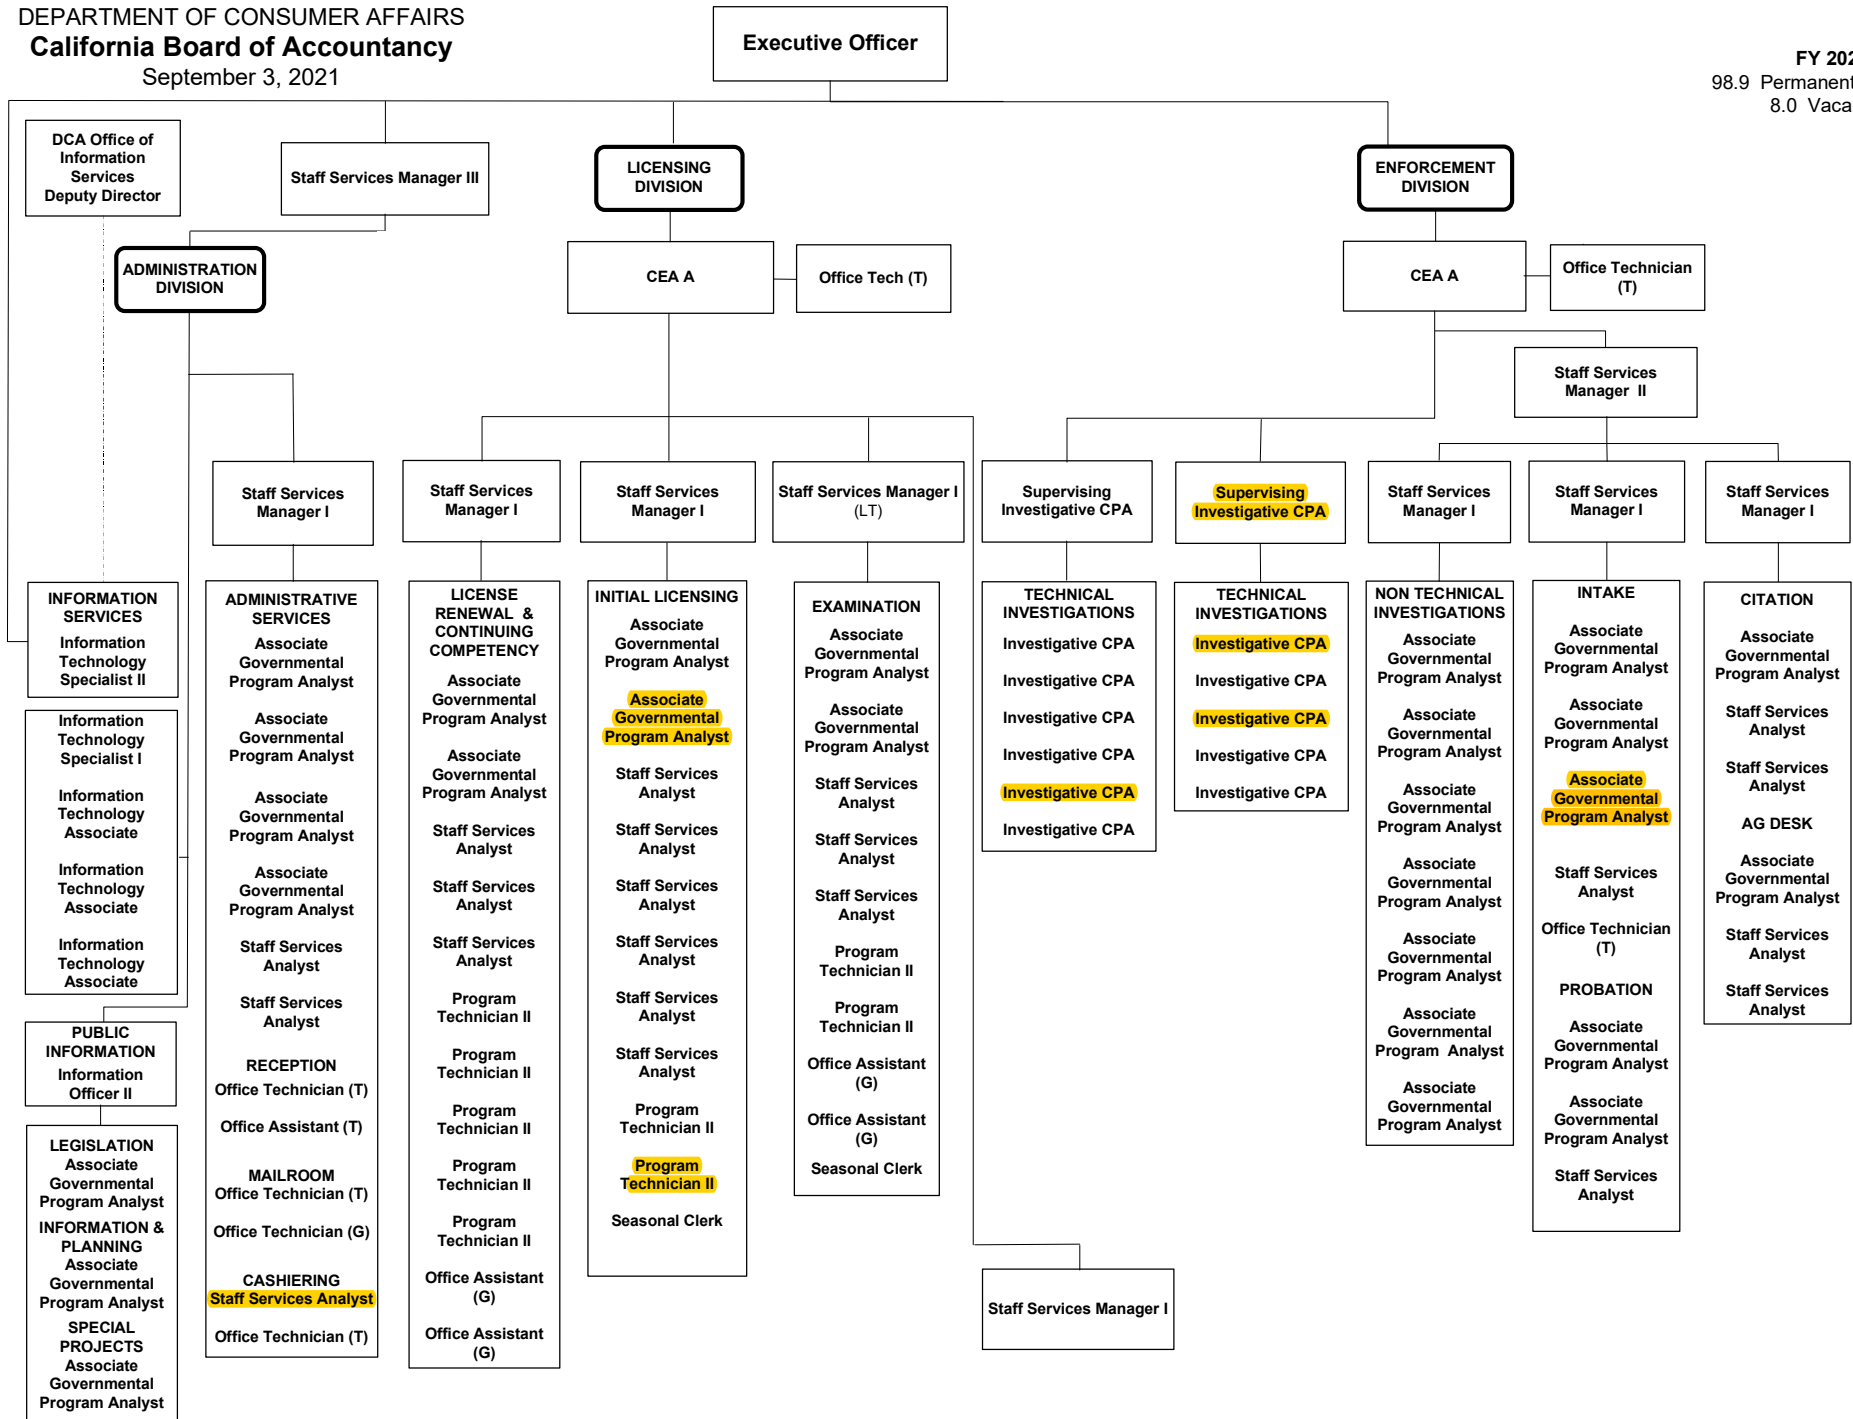 DEPARTMENT OF CONSUMER AFFAIRS
California Board of Accountancy
September 3, 2021
Executive Officer
FY 202
98.9 Permanent
8.0 Vaca
DCA Office of
Information
Services
Deputy Director
Staff Services Manager III
LICENSING
DIVISION
ENFORCEMENT
DIVISION
ADMINISTRATION
DIVISION
CEA A
Office Tech (T)
CEA A
Office Technician
(T)
Staff Services
Manager II
Staff Services
Manager I
Staff Services
Manager I
Staff Services
Manager I
Staff Services Manager I
(LT)
Supervising
Investigative CPA
Supervising
Investigative CPA
Staff Services
Manager I
Staff Services
Manager I
Staff Services
Manager I
INFORMATION
SERVICES
Information
Technology
Specialist II
Information
Technology
Specialist I
Information
Technology
Associate
Information
Technology
Associate
Information
Technology
Associate
PUBLIC
INFORMATION
Information
Officer II
LEGISLATION
Associate
Governmental
Program Analyst
INFORMATION &
PLANNING
Associate
Governmental
Program Analyst
SPECIAL
PROJECTS
Associate
Governmental
Program Analyst
ADMINISTRATIVE
SERVICES
Associate
Governmental
Program Analyst
Associate
Governmental
Program Analyst
Associate
Governmental
Program Analyst
Associate
Governmental
Program Analyst
Staff Services
Analyst
Staff Services
Analyst
RECEPTION
Office Technician (T)
Office Assistant (T)
MAILROOM
Office Technician (T)
Office Technician (G)
CASHIERING
Staff Services Analyst
Office Technician (T)
LICENSE
RENEWAL &
CONTINUING
COMPETENCY
Associate
Governmental
Program Analyst
Associate
Governmental
Program Analyst
Staff Services
Analyst
Staff Services
Analyst
Staff Services
Analyst
Program
Technician II
Program
Technician II
Program
Technician II
Program
Technician II
Program
Technician II
Office Assistant
(G)
Office Assistant
(G)
INITIAL LICENSING
Associate
Governmental
Program Analyst
Associate
Governmental
Program Analyst
Staff Services
Analyst
Staff Services
Analyst
Staff Services
Analyst
Staff Services
Analyst
Staff Services
Analyst
Staff Services
Analyst
Program
Technician II
Program
Technician II
Seasonal Clerk
EXAMINATION
Associate
Governmental
Program Analyst
Associate
Governmental
Program Analyst
Staff Services
Analyst
Staff Services
Analyst
Staff Services
Analyst
Program
Technician II
Program
Technician II
Office Assistant
(G)
Office Assistant
(G)
Seasonal Clerk
Staff Services Manager I
TECHNICAL
INVESTIGATIONS
Investigative CPA
Investigative CPA
Investigative CPA
Investigative CPA
Investigative CPA
Investigative CPA
TECHNICAL
INVESTIGATIONS
Investigative CPA
Investigative CPA
Investigative CPA
Investigative CPA
Investigative CPA
NON TECHNICAL
INVESTIGATIONS
Associate
Governmental
Program Analyst
Associate
Governmental
Program Analyst
Associate
Governmental
Program Analyst
Associate
Governmental
Program Analyst
Associate
Governmental
Program Analyst
Associate
Governmental
Program Analyst
Associate
Governmental
Program Analyst
INTAKE
Associate
Governmental
Program Analyst
Associate
Governmental
Program Analyst
Associate
Governmental
Program Analyst
Staff Services
Analyst
Office Technician
(T)
PROBATION
Associate
Governmental
Program Analyst
Associate
Governmental
Program Analyst
Staff Services
Analyst
CITATION
Associate
Governmental
Program Analyst
Staff Services
Analyst
Staff Services
Analyst
AG DESK
Associate
Governmental
Program Analyst
Staff Services
Analyst
Staff Services
Analyst